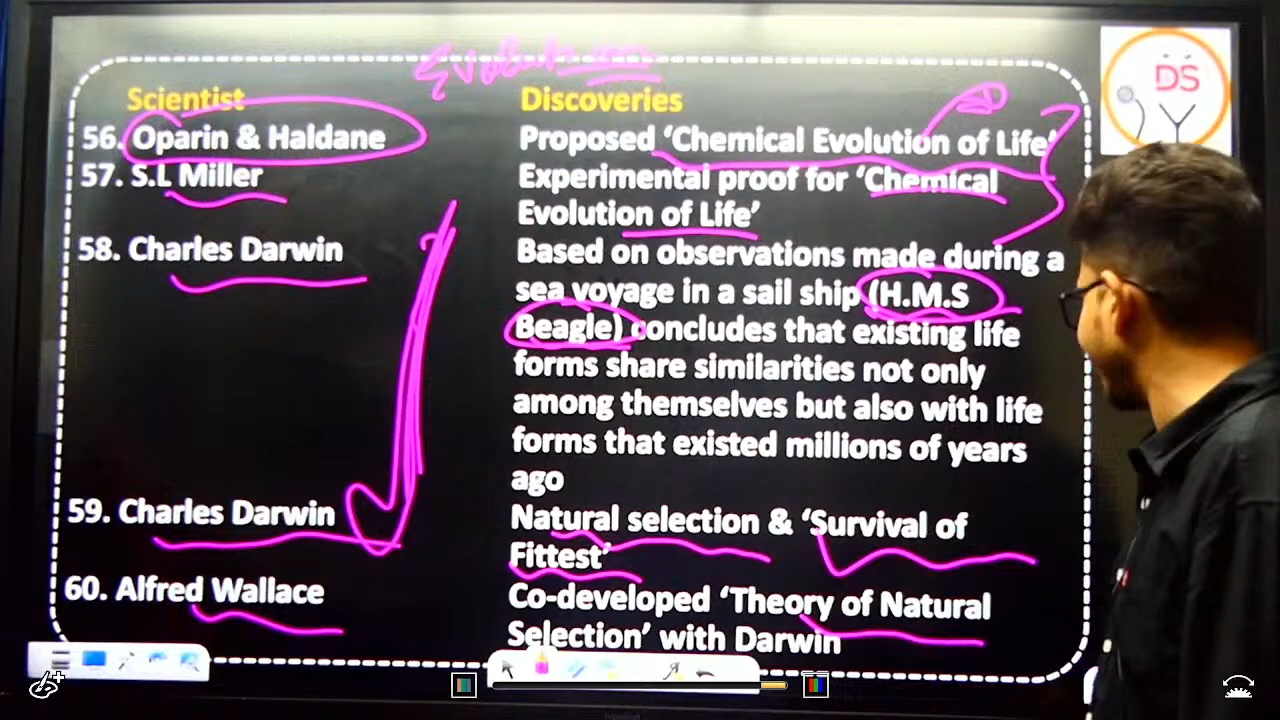 Evolution
Scientist
Discoveries
56. Oparin & Haldane
Proposed ‘Chemical Evolution of Life’
57. S.L Miller
Experimental proof for ‘Chemical
Evolution of Life’
58. Charles Darwin
Based on observations made during a
sea voyage in a sail ship (H.M.S
Beagle) concludes that existing life
forms share similarities not only
among themselves but also with life
forms that existed millions of years
ago
59. Charles Darwin
Natural selection & ‘Survival of
Fittest’
60. Alfred Wallace
Co-developed ‘Theory of Natural
Selection’ with Darwin
DS